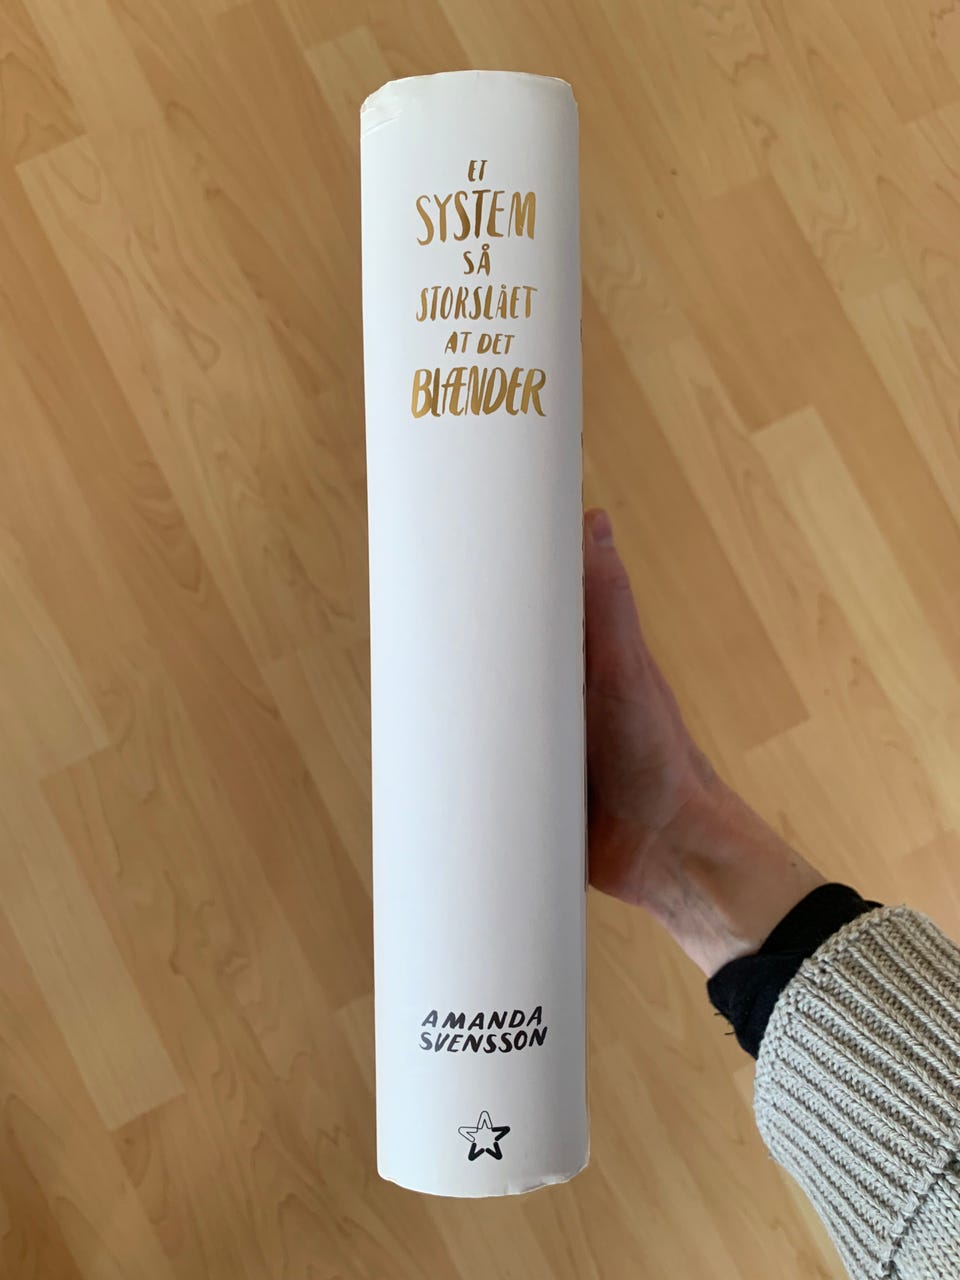 ET
SYSTEM
SÅ
STORSLÅET
AT DET
BLÆNDER
AMANDA
SVENSSON